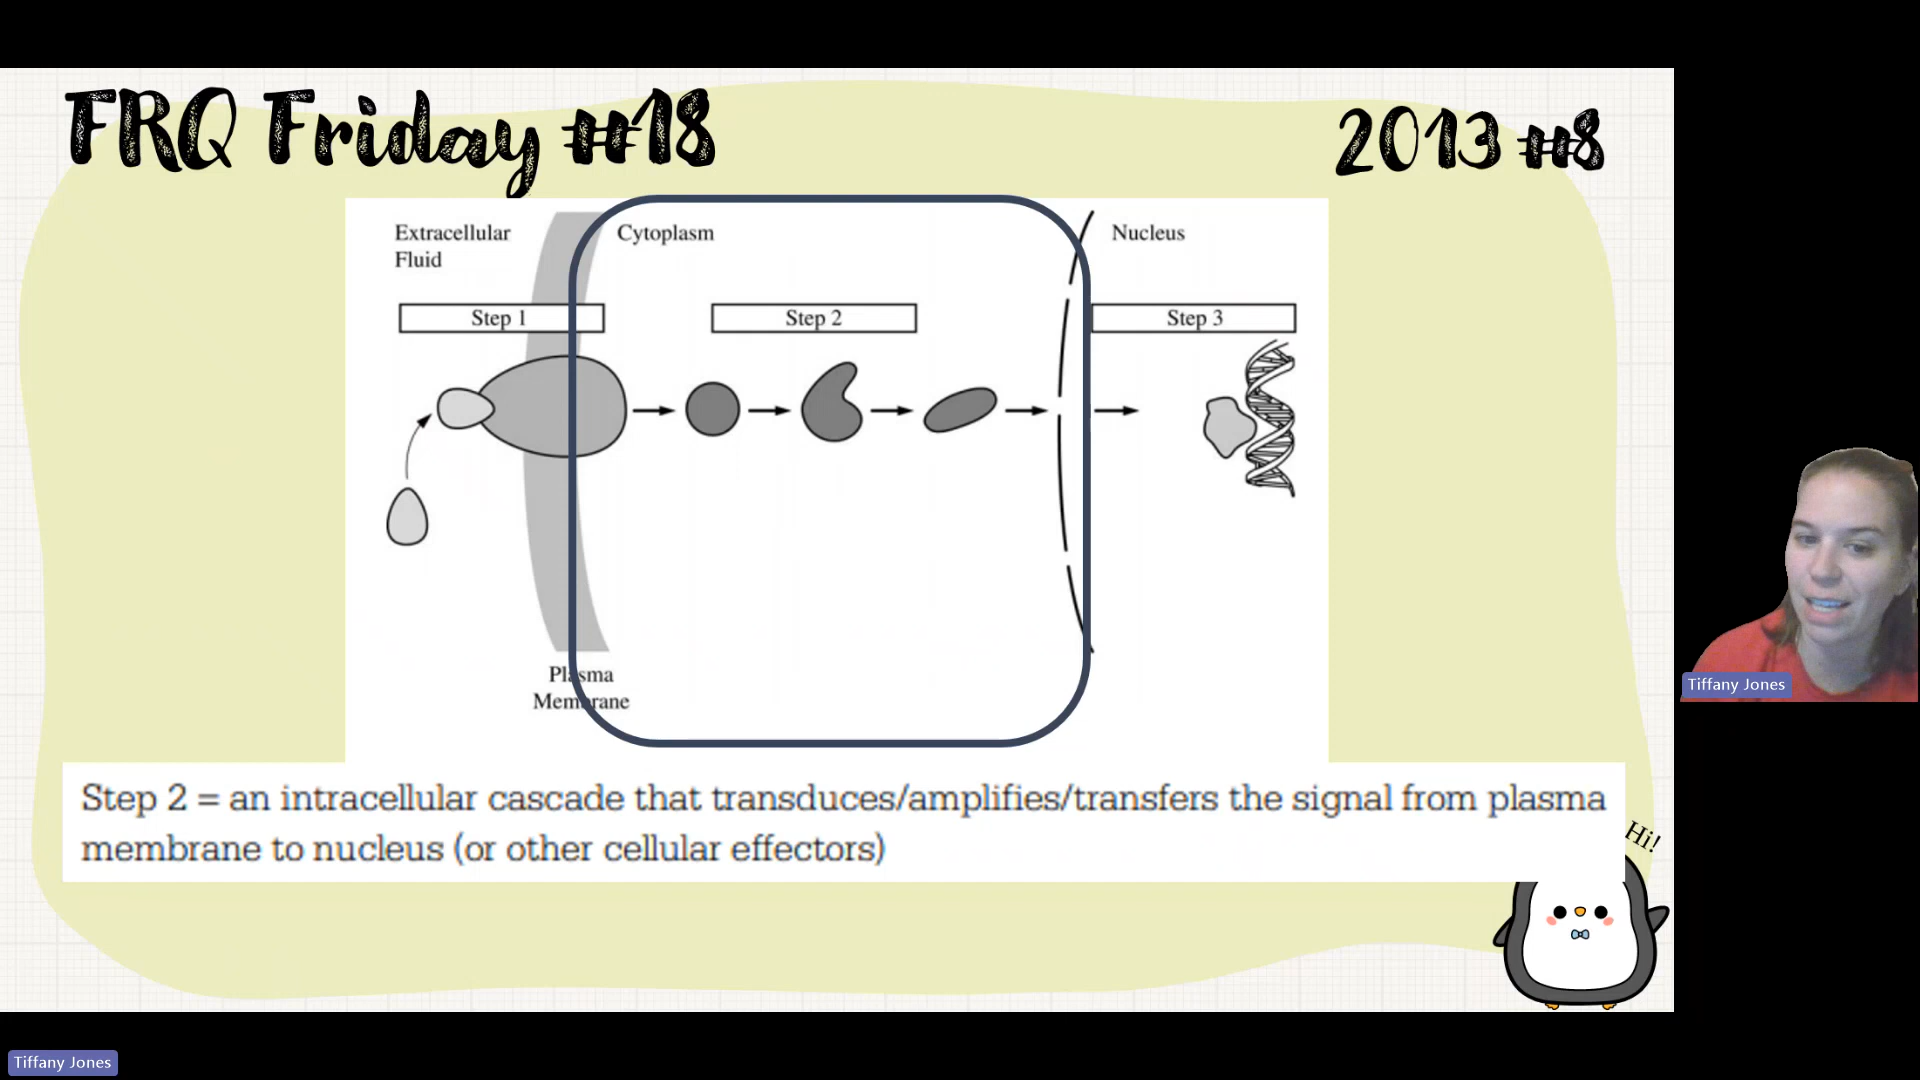 FRQ Friday #18
2013 #8
Extracellular
Fluid
Cytoplasm
Nucleus
Step 1
Step 2
Step 3
Plasma
Membrane
Step 2 = an intracellular cascade that transduces/amplifies/transfers the signal from plasma
membrane to nucleus (or other cellular effectors)
Hi!
Tiffany Jones
Tiffany Jones